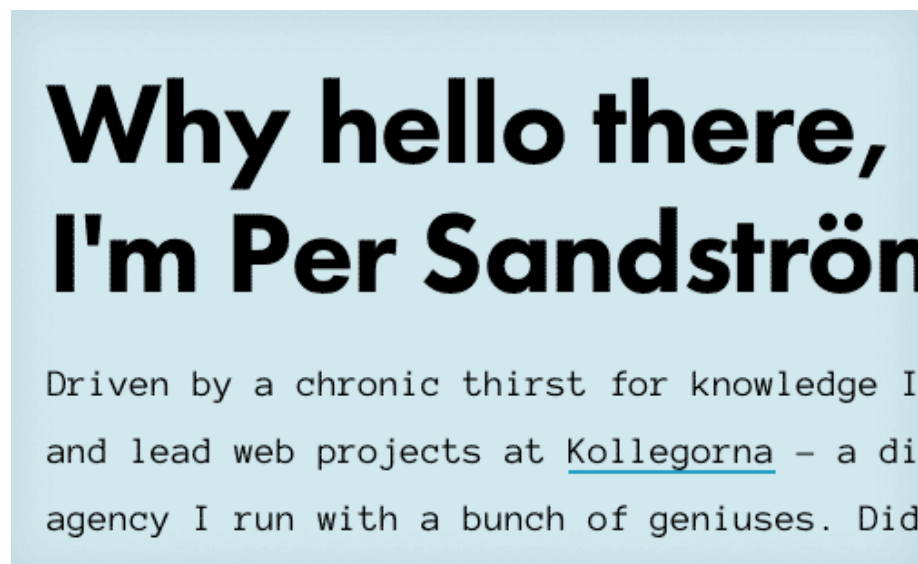 Why hello there,
I'm Per Sandströ
Driven by a chronic thirst for knowledge I
and lead web projects at Kollegorna – a di
agency I run with a bunch of geniuses. Did